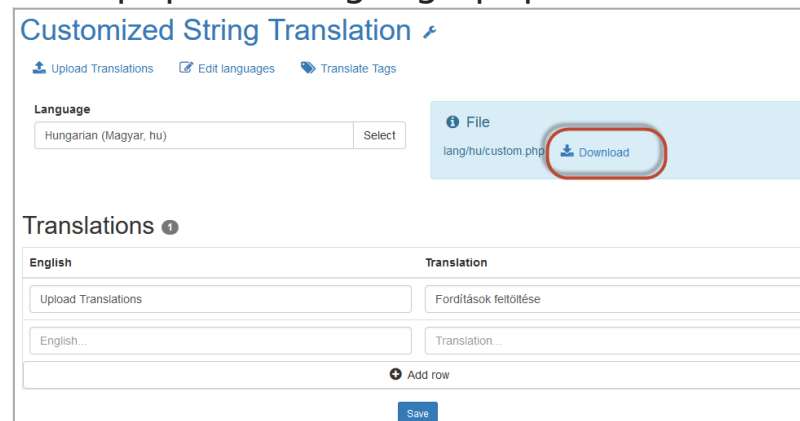 Customized String Translation
Upload Translations Edit languages Translate Tags
Language
Hungarian (Magyar, hu) Select
File
lang/hu/custom.php Download
Translations 1
English Translation
Upload Translations Fordítások feltöltése
English... Translation...
Add row
Save